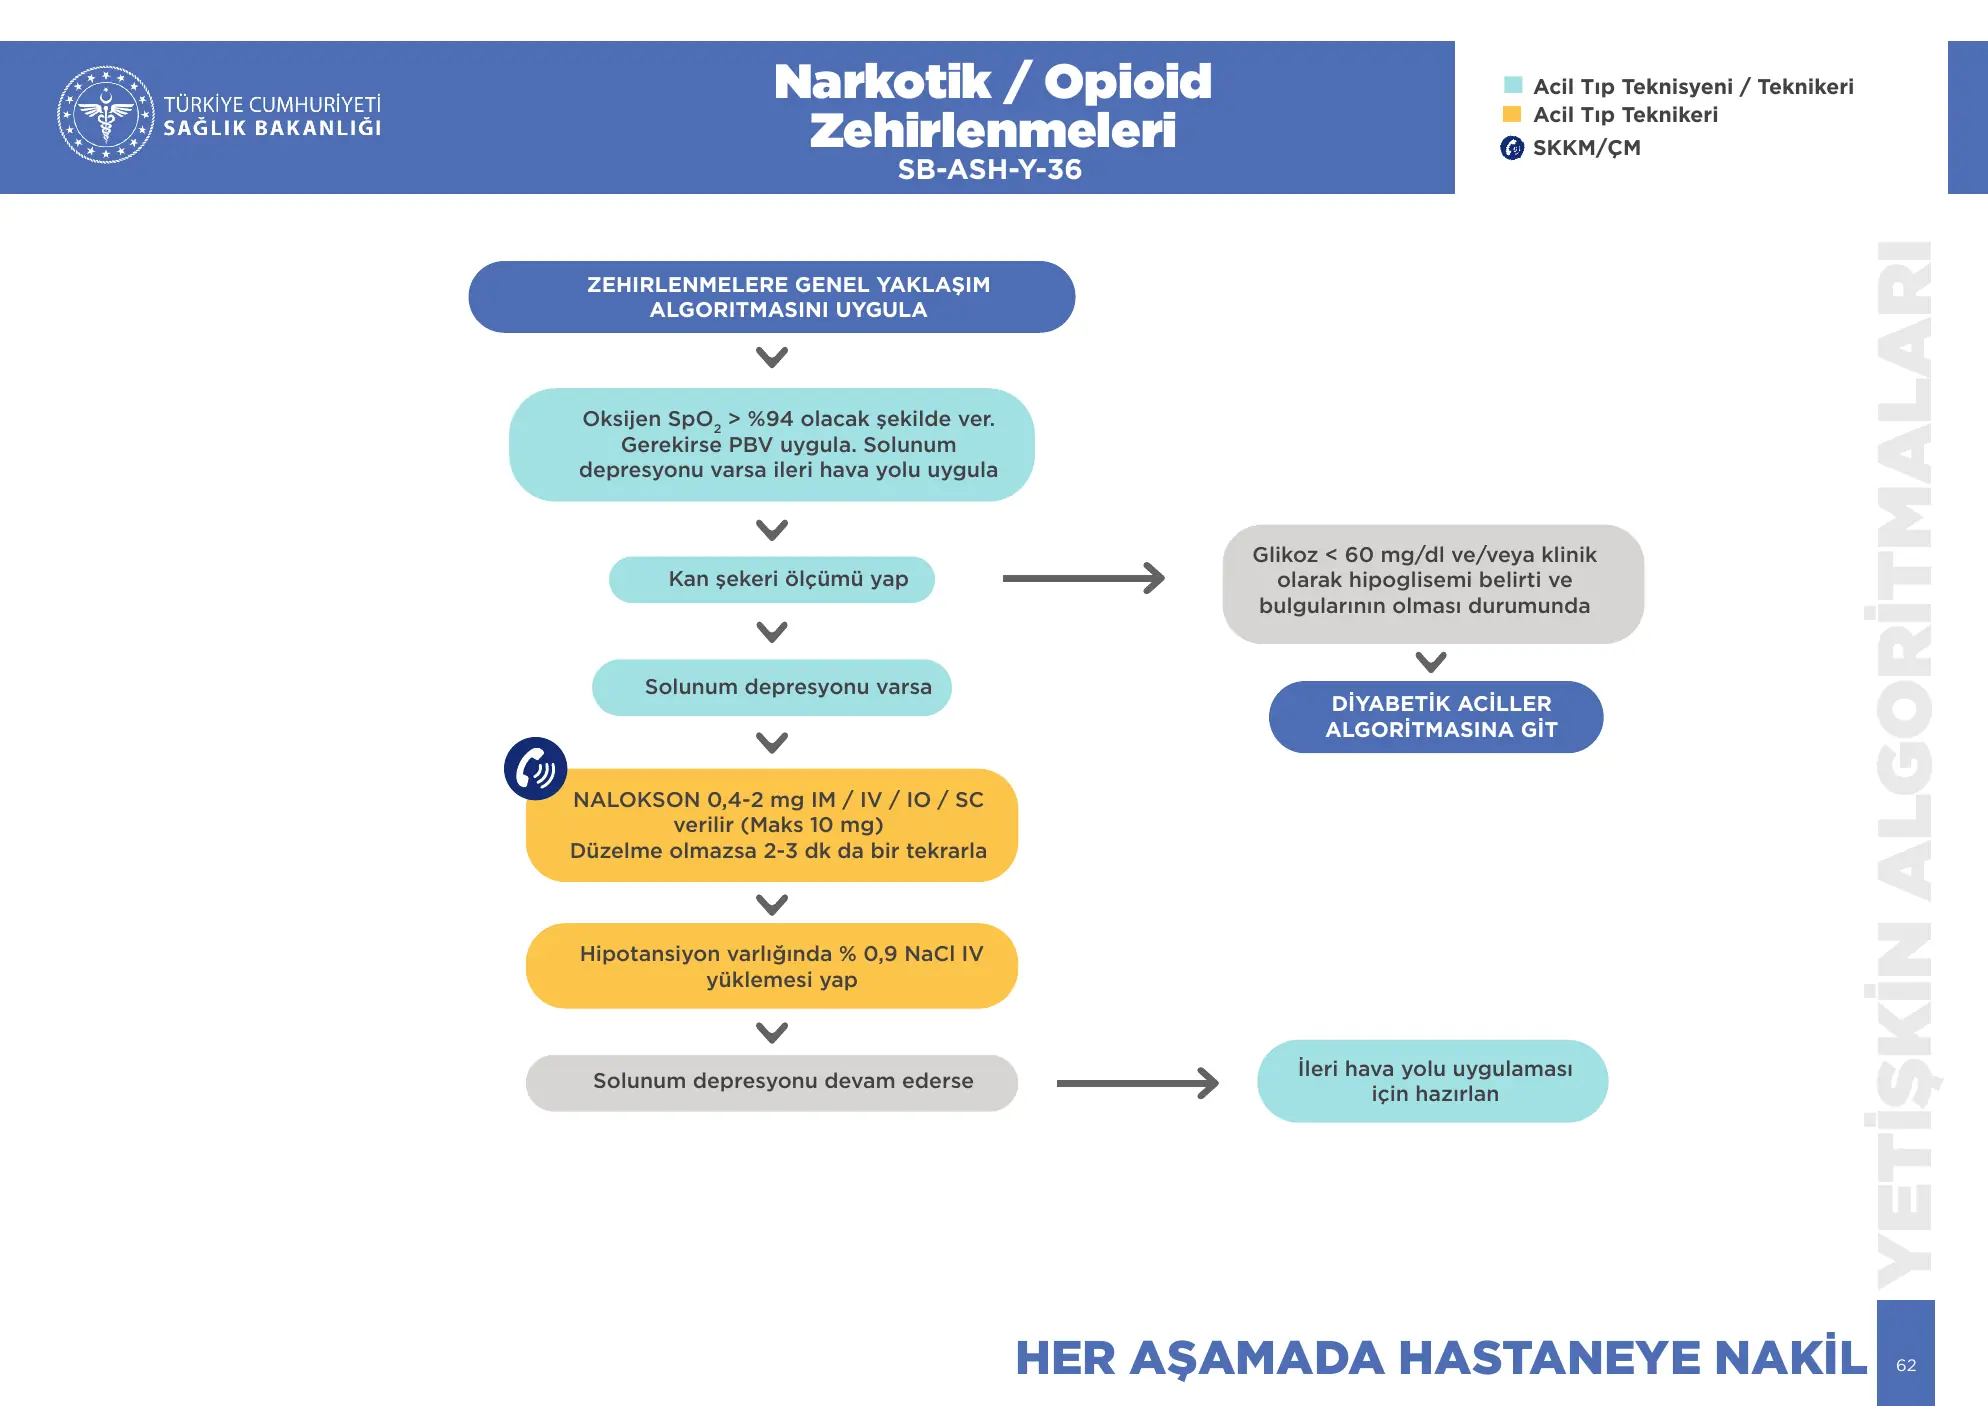 TÜRKİYE CUMHURİYETİ
SAĞLIK BAKANLIĞI
Narkotik / Opioid
Zehirlenmeleri
SB-ASH-Y-36
Acil Tıp Teknisyeni / Teknikeri
Acil Tıp Teknikeri
SKKM/ÇM
ZEHIRLENMELERE GENEL YAKLAŞIM
ALGORITMASINI UYGULA
Oksijen SpO₂ > %94 olacak şekilde ver.
Gerekirse PBV uygula. Solunum
depresyonu varsa ileri hava yolu uygula
Kan şekeri ölçümü yap
Glikoz < 60 mg/dl ve/veya klinik
olarak hipoglisemi belirti ve
bulgularının olması durumunda
DİYABETİK ACİLLER
ALGORİTMASINA GİT
Solunum depresyonu varsa
NALOKSON 0,4-2 mg IM / IV / IO / SC
verilir (Maks 10 mg)
Düzelme olmazsa 2-3 dk da bir tekrarla
Hipotansiyon varlığında % 0,9 NaCl IV
yüklemesi yap
Solunum depresyonu devam ederse
İleri hava yolu uygulaması
için hazırlan
YETİŞKİN ALGORİTMALARI
HER AŞAMADA HASTANEYE NAKİL
62